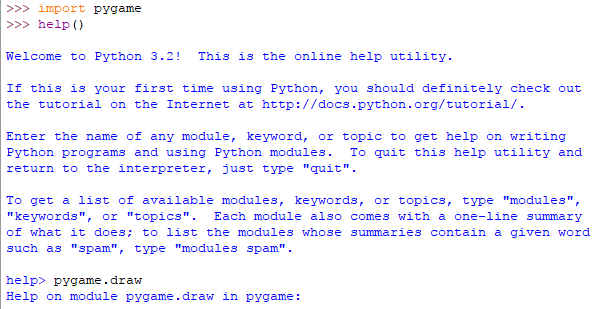 >>> import pygame
>>> help()
Welcome to Python 3.2!  This is the online help utility.
If this is your first time using Python, you should definitely check out
the tutorial on the Internet at http://docs.python.org/tutorial/.
Enter the name of any module, keyword, or topic to get help on writing
Python programs and using Python modules.  To quit this help utility and
return to the interpreter, just type "quit".
To get a list of available modules, keywords, or topics, type "modules",
"keywords", or "topics".  Each module also comes with a one-line summary
of what it does; to list the modules whose summaries contain a given word
such as "spam", type "modules spam".
help> pygame.draw
Help on module pygame.draw in pygame: